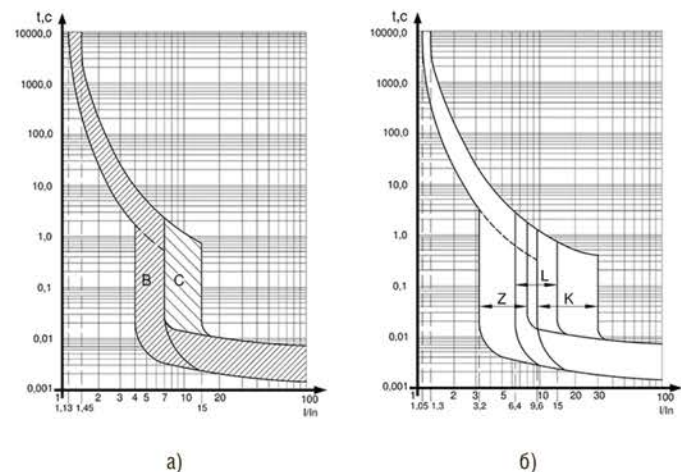 t,c
10000,0
1000,0
100,0
10,0
1,0
0,1
0,01
0,001
B
C
2 3 4 5 7 10 100
1,13 1,45 15 I/In
а)
t,c
10000,0
1000,0
100,0
10,0
1,0
0,1
0,01
0,001
Z
L
K
2 3 5 10 20 30 100
1,05 1,3 3,2 6,4 9,6 15 I/In
б)